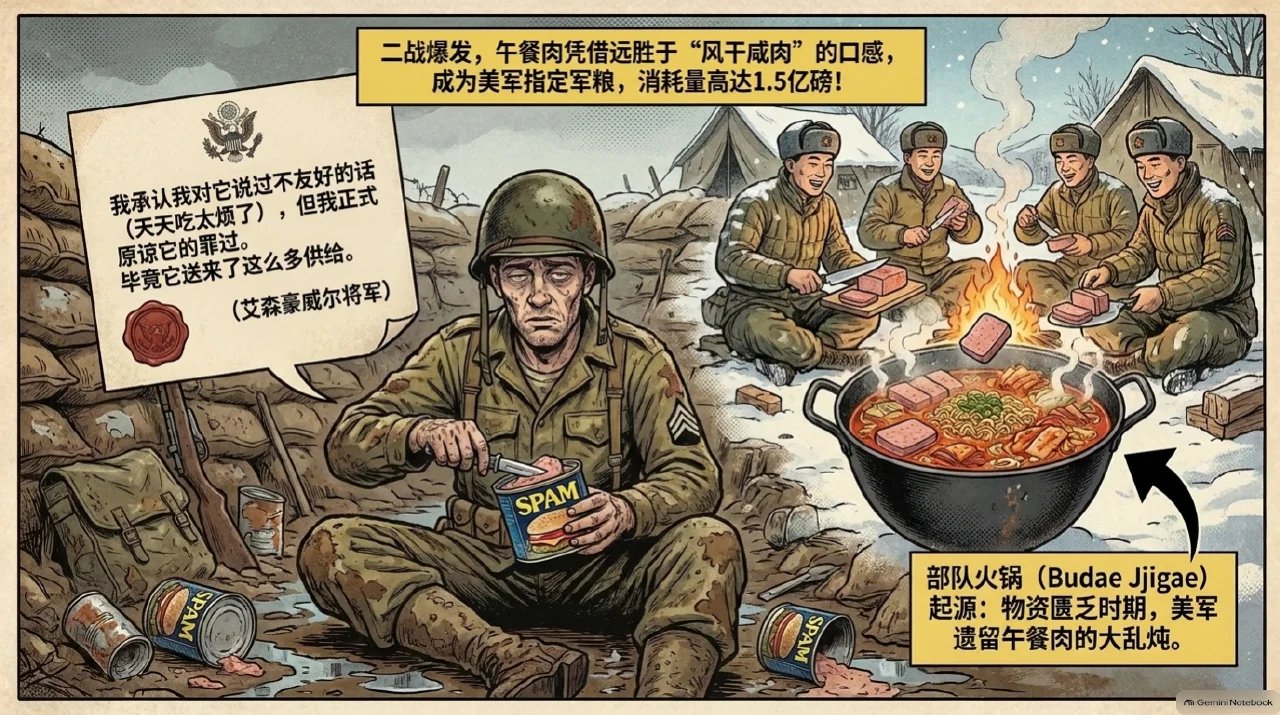 二战爆发，午餐肉凭借远胜于“风干咸肉”的口感，
成为美军指定军粮，消耗量高达1.5亿磅！
我承认我对它说过不友好的话
（天天吃太烦了），但我正式
原谅它的罪过。
毕竟它送来了这么多供给。
（艾森豪威尔将军）
SPAM
SPAM
SPAM
部队火锅（Budae Jjigae）
起源：物资匮乏时期，美军
遗留午餐肉的大乱炖。
Gemini Notebook